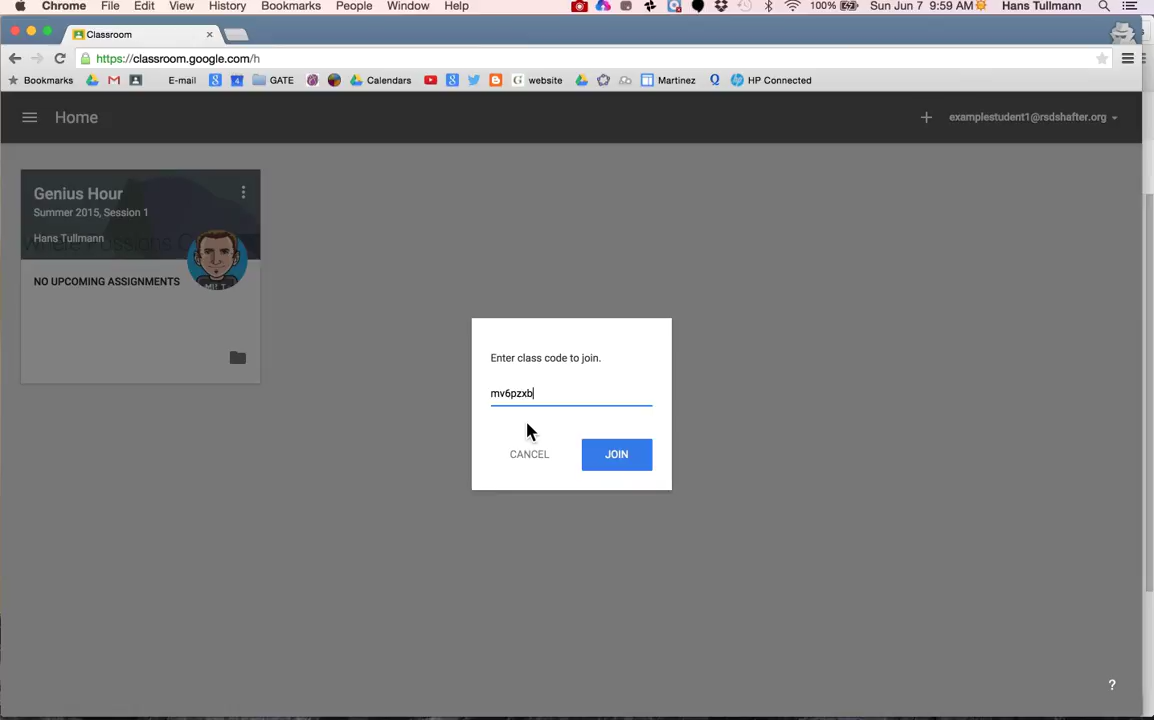 Chrome File Edit View History Bookmarks People Window Help 100% Sun Jun 7 9:59 AM Hans Tullmann
Classroom
https://classroom.google.com/h
Bookmarks E-mail GATE Calendars website Martinez HP Connected
Home + examplestudent1@rsdshafter.org
Genius Hour
Summer 2015, Session 1
Hans Tullmann
NO UPCOMING ASSIGNMENTS
Enter class code to join.
mv6pzxb
CANCEL JOIN
?